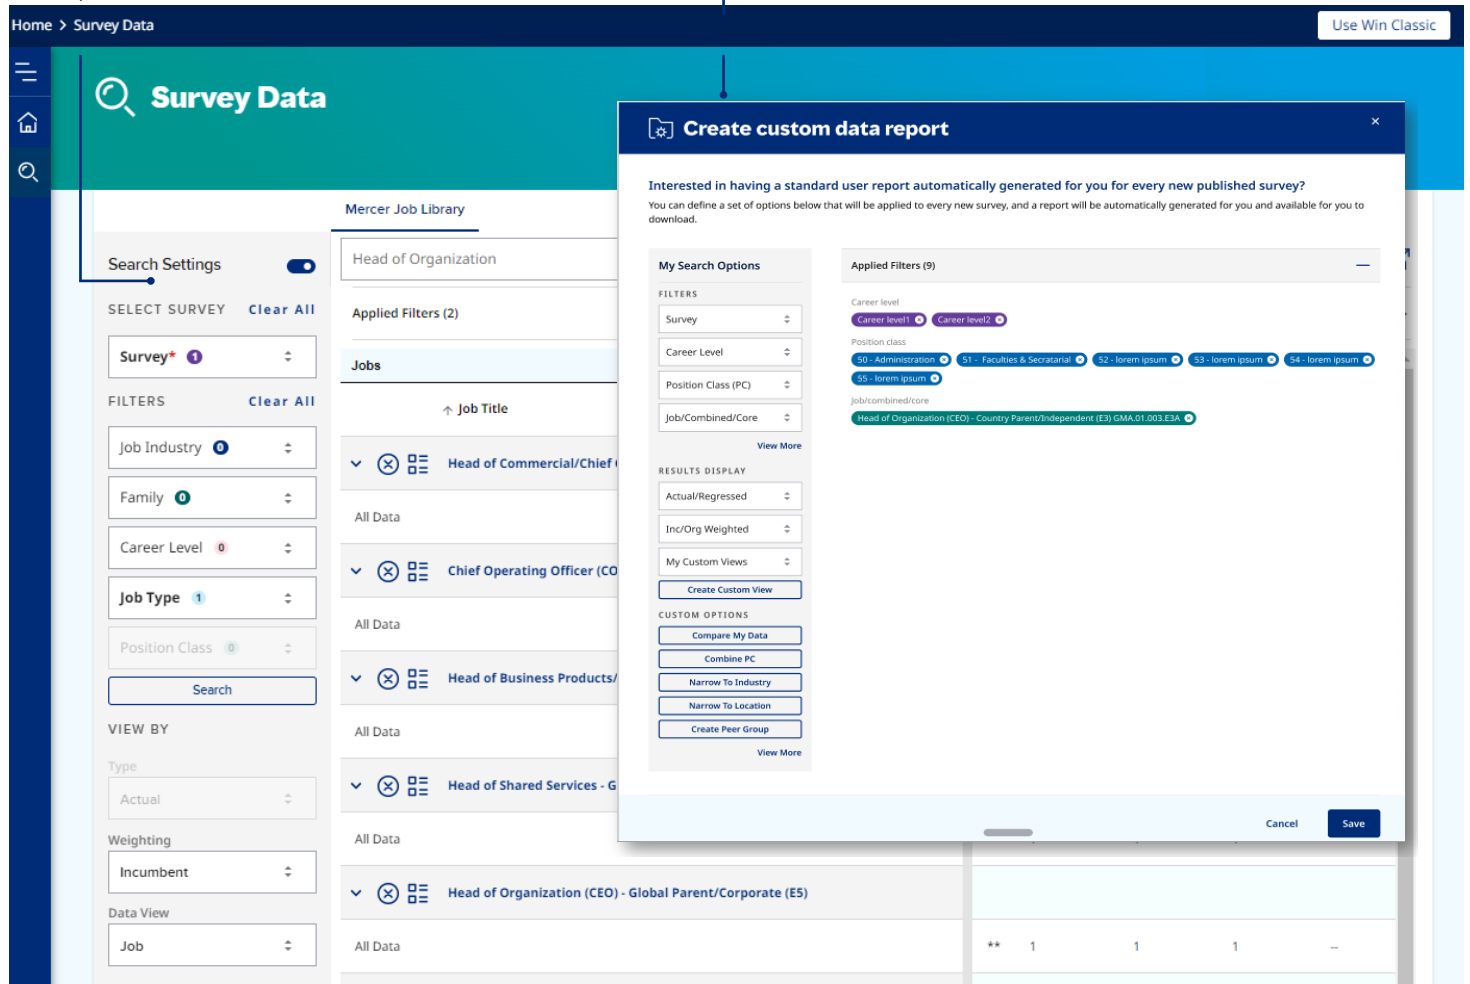 Home > Survey Data
Use Win Classic
Survey Data
Mercer Job Library
Search Settings
SELECT SURVEY Clear All
Survey* 1
FILTERS Clear All
Job Industry 0
Family 0
Career Level 0
Job Type 1
Position Class 0
Search
VIEW BY
Type
Actual
Weighting
Incumbent
Data View
Job
Head of Organization
Applied Filters (2)
Jobs
↑ Job Title
Head of Commercial/Chief
All Data
Chief Operating Officer (CO
All Data
Head of Business Products/
All Data
Head of Shared Services - G
All Data
Head of Organization (CEO) - Global Parent/Corporate (E5)
All Data ** 1 1 1 --
Create custom data report ×
Interested in having a standard user report automatically generated for you for every new published survey?
You can define a set of options below that will be applied to every new survey, and a report will be automatically generated for you and available for you to
download.
My Search Options
FILTERS
Survey
Career Level
Position Class (PC)
Job/Combined/Core
View More
RESULTS DISPLAY
Actual/Regressed
Inc/Org Weighted
My Custom Views
Create Custom View
CUSTOM OPTIONS
Compare My Data
Combine PC
Narrow To Industry
Narrow To Location
Create Peer Group
View More
Applied Filters (9) —
Career level
Career level1 Career level2
Position class
50 - Administration 51 - Faculties & Secratarial 52 - lorem ipsum 53 - lorem ipsum 54 - lorem ipsum
55 - lorem ipsum
Job/combined/core
Head of Organization (CEO) - Country Parent/Independent (E3) GMA.01.003.E3A
Cancel Save